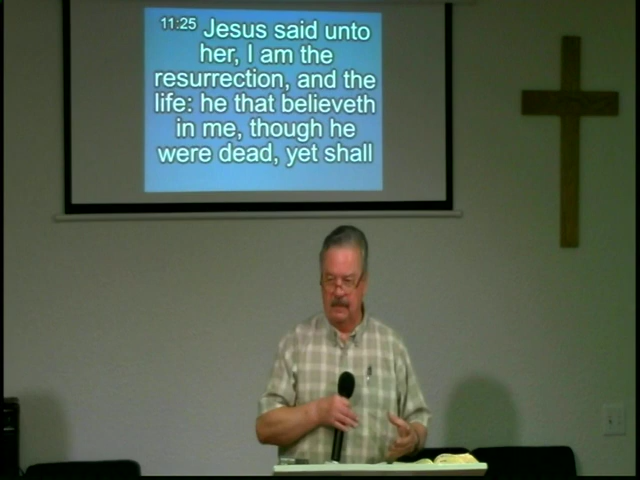 11:25 Jesus said unto
her, I am the
resurrection, and the
life: he that believeth
in me, though he
were dead, yet shall